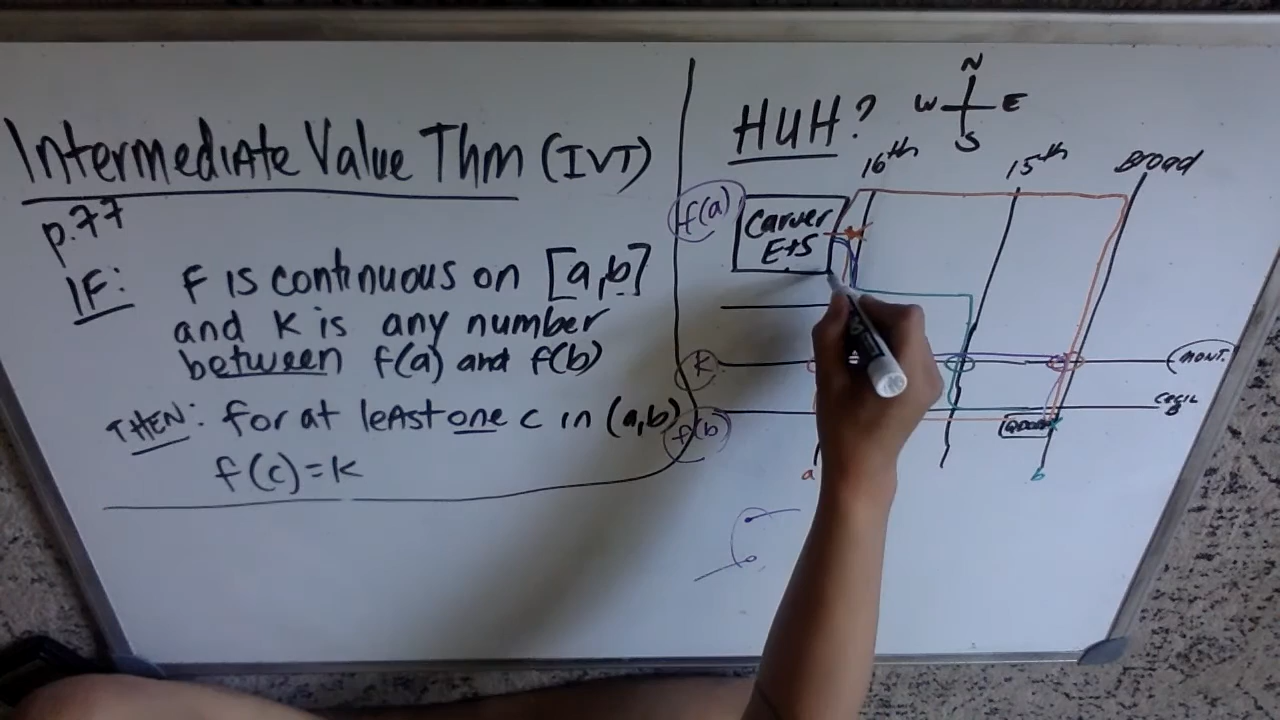 Intermediate Value Thm (IVT)
p.77
IF: F is continuous on [a,b]
and K is any number
between f(a) and f(b)
THEN: for at least one c in (a,b)
f(c)=K
HUH?
N
W E
S
16th 15th Broad
f(a)
Carver
E+S
K
MONT.
f(b)
CECIL
B
a
b